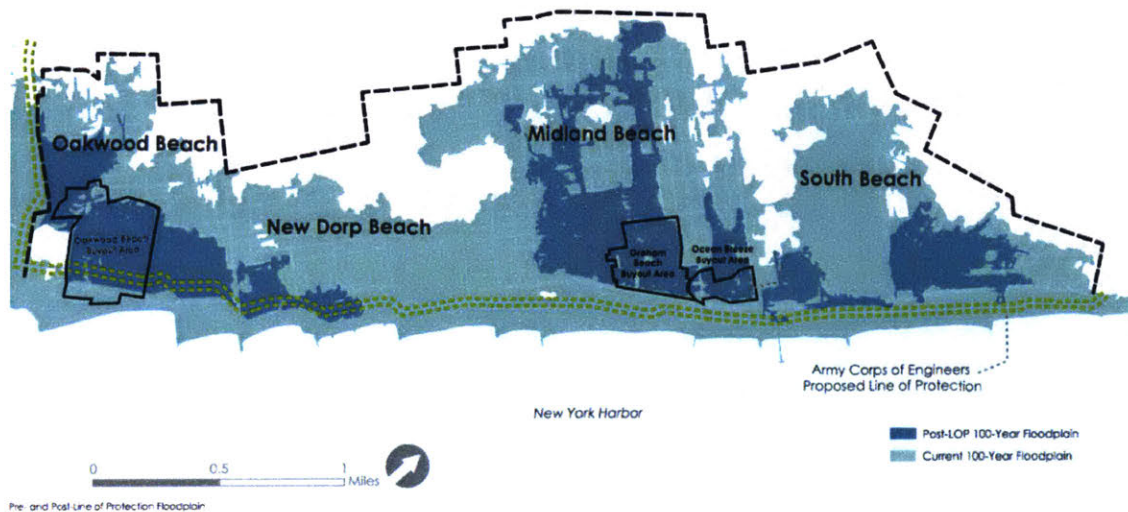 Oakwood Beach
Midland Beach
South Beach
New Dorp Beach
Oakwood Beach
Buyout Area
Graham
Beach
Buyout Area
Ocean Breeze
Buyout Area
Army Corps of Engineers
Proposed Line of Protection
New York Harbor
Post-LOP 100-Year Floodplain
Current 100-Year Floodplain
0 0.5 1
Miles
Pre- and Post-Line of Protection Floodplain